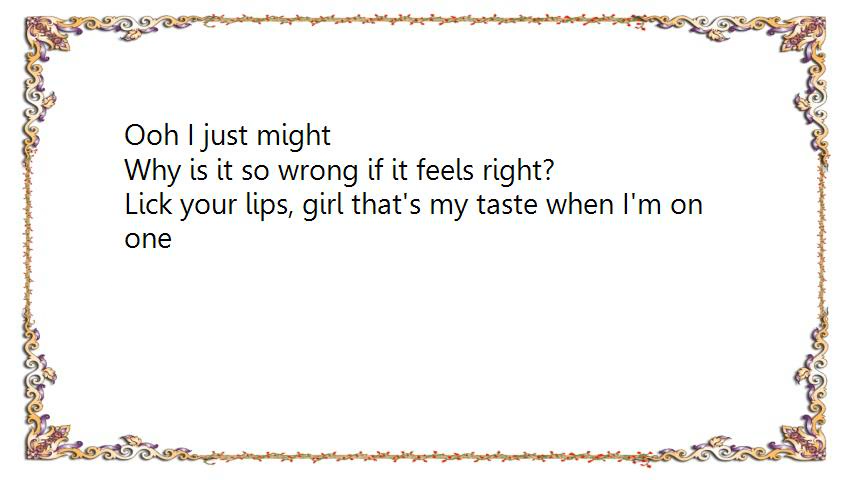 Ooh I just might
Why is it so wrong if it feels right?
Lick your lips, girl that's my taste when I'm on
one